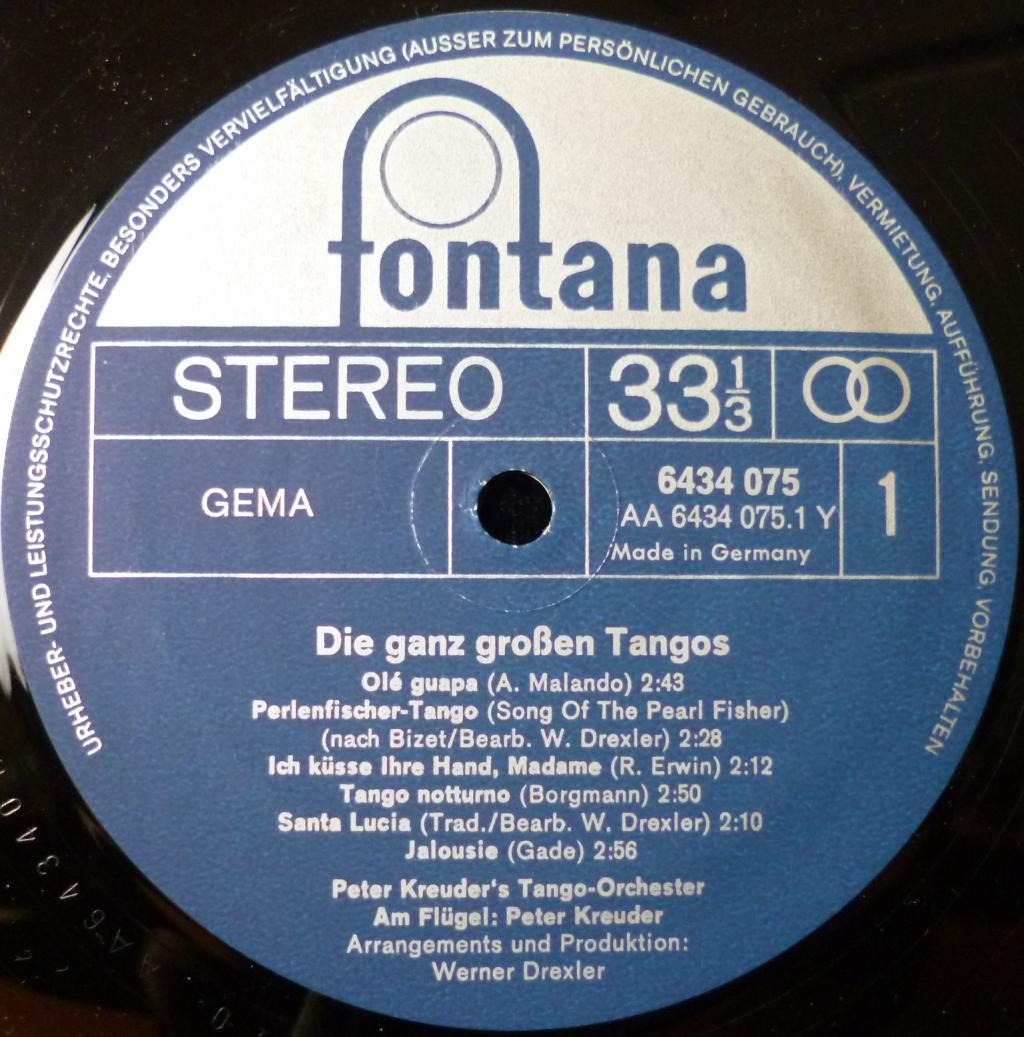 URHEBER- UND LEISTUNGSSCHUTZRECHTE, BESONDERS VERVIELFÄLTIGUNG (AUSSER ZUM PERSÖNLICHEN GEBRAUCH), VERMIETUNG, AUFFÜHRUNG, SENDUNG, VORBEHALTEN
fontana
STEREO 33 1/3
GEMA
6434 075
AA 6434 075.1 Y
Made in Germany
1
Die ganz großen Tangos
Olé guapa (A. Malando) 2:43
Perlenfischer-Tango (Song Of The Pearl Fisher)
(nach Bizet/Bearb. W. Drexler) 2:28
Ich küsse Ihre Hand, Madame (R. Erwin) 2:12
Tango notturno (Borgmann) 2:50
Santa Lucia (Trad./Bearb. W. Drexler) 2:10
Jalousie (Gade) 2:56
Peter Kreuder's Tango-Orchester
Am Flügel: Peter Kreuder
Arrangements und Produktion:
Werner Drexler